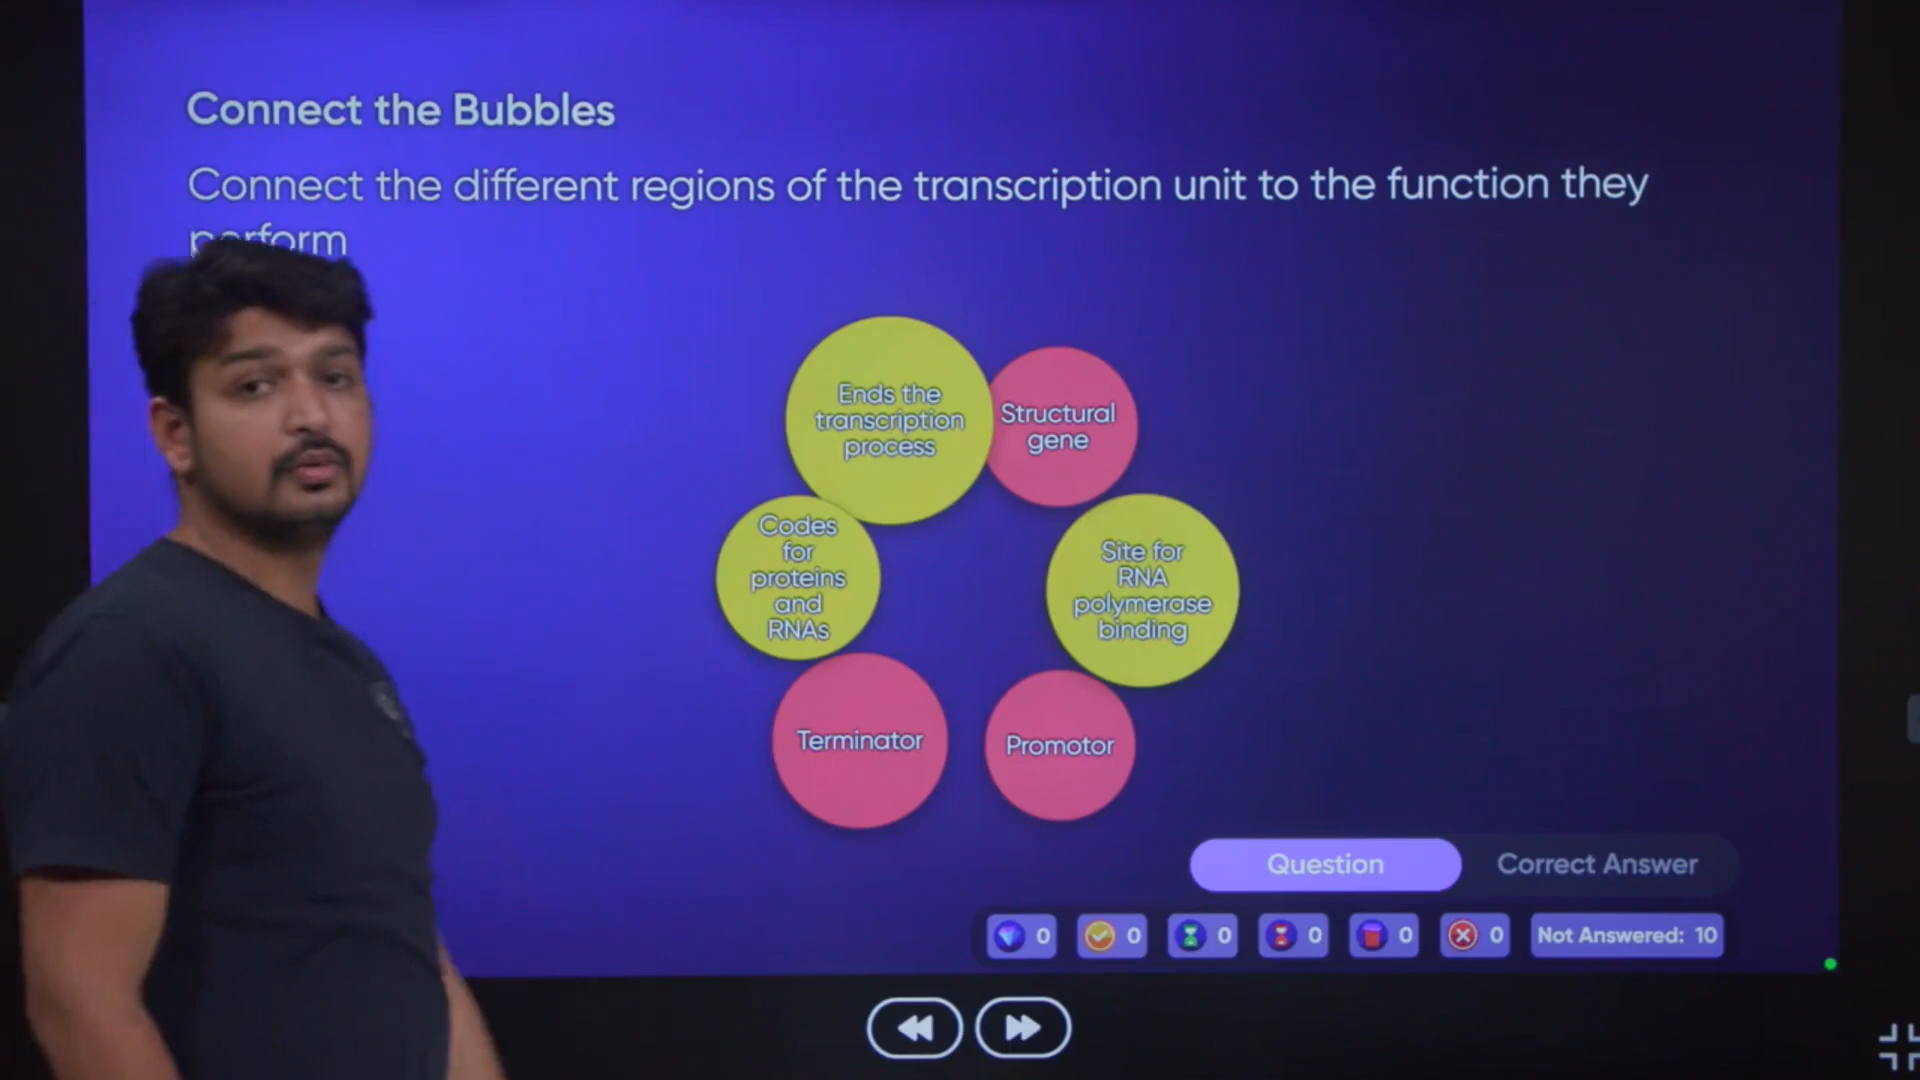 Connect the Bubbles
Connect the different regions of the transcription unit to the function they
perform
Ends the
transcription
process
Structural
gene
Codes
for
proteins
and
RNAs
Site for
RNA
polymerase
binding
Terminator
Promotor
Question
Correct Answer
0
0
0
0
0
0
Not Answered: 10